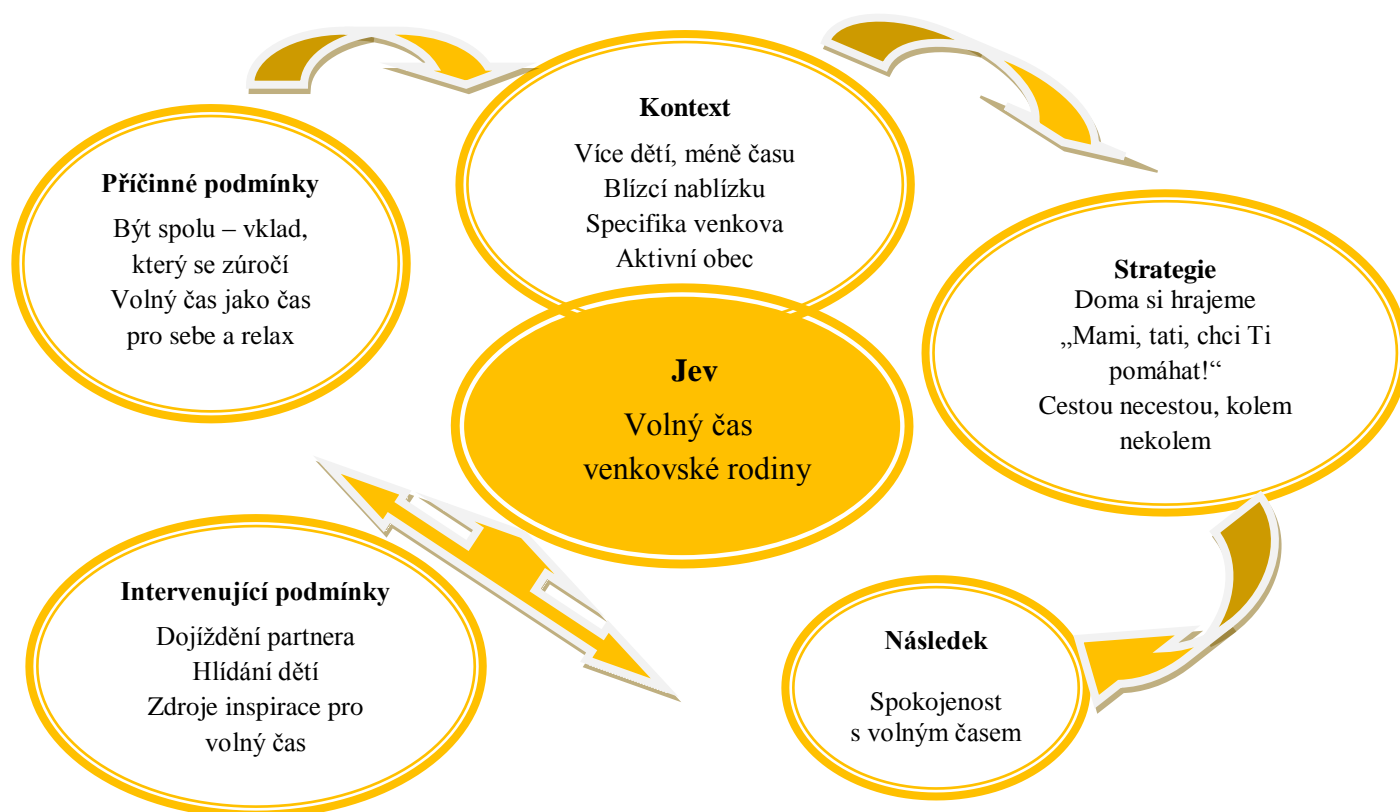 Příčinné podmínky
Být spolu – vklad,
který se zúročí
Volný čas jako čas
pro sebe a relax
Kontext
Více dětí, méně času
Blízcí nablízku
Specifika venkova
Aktivní obec
Strategie
Doma si hrajeme
„Mami, tati, chci Ti
pomáhat!“
Cestou necestou, kolem
nekolem
Jev
Volný čas
venkovské rodiny
Intervenující podmínky
Dojíždění partnera
Hlídání dětí
Zdroje inspirace pro
volný čas
Následek
Spokojenost
s volným časem